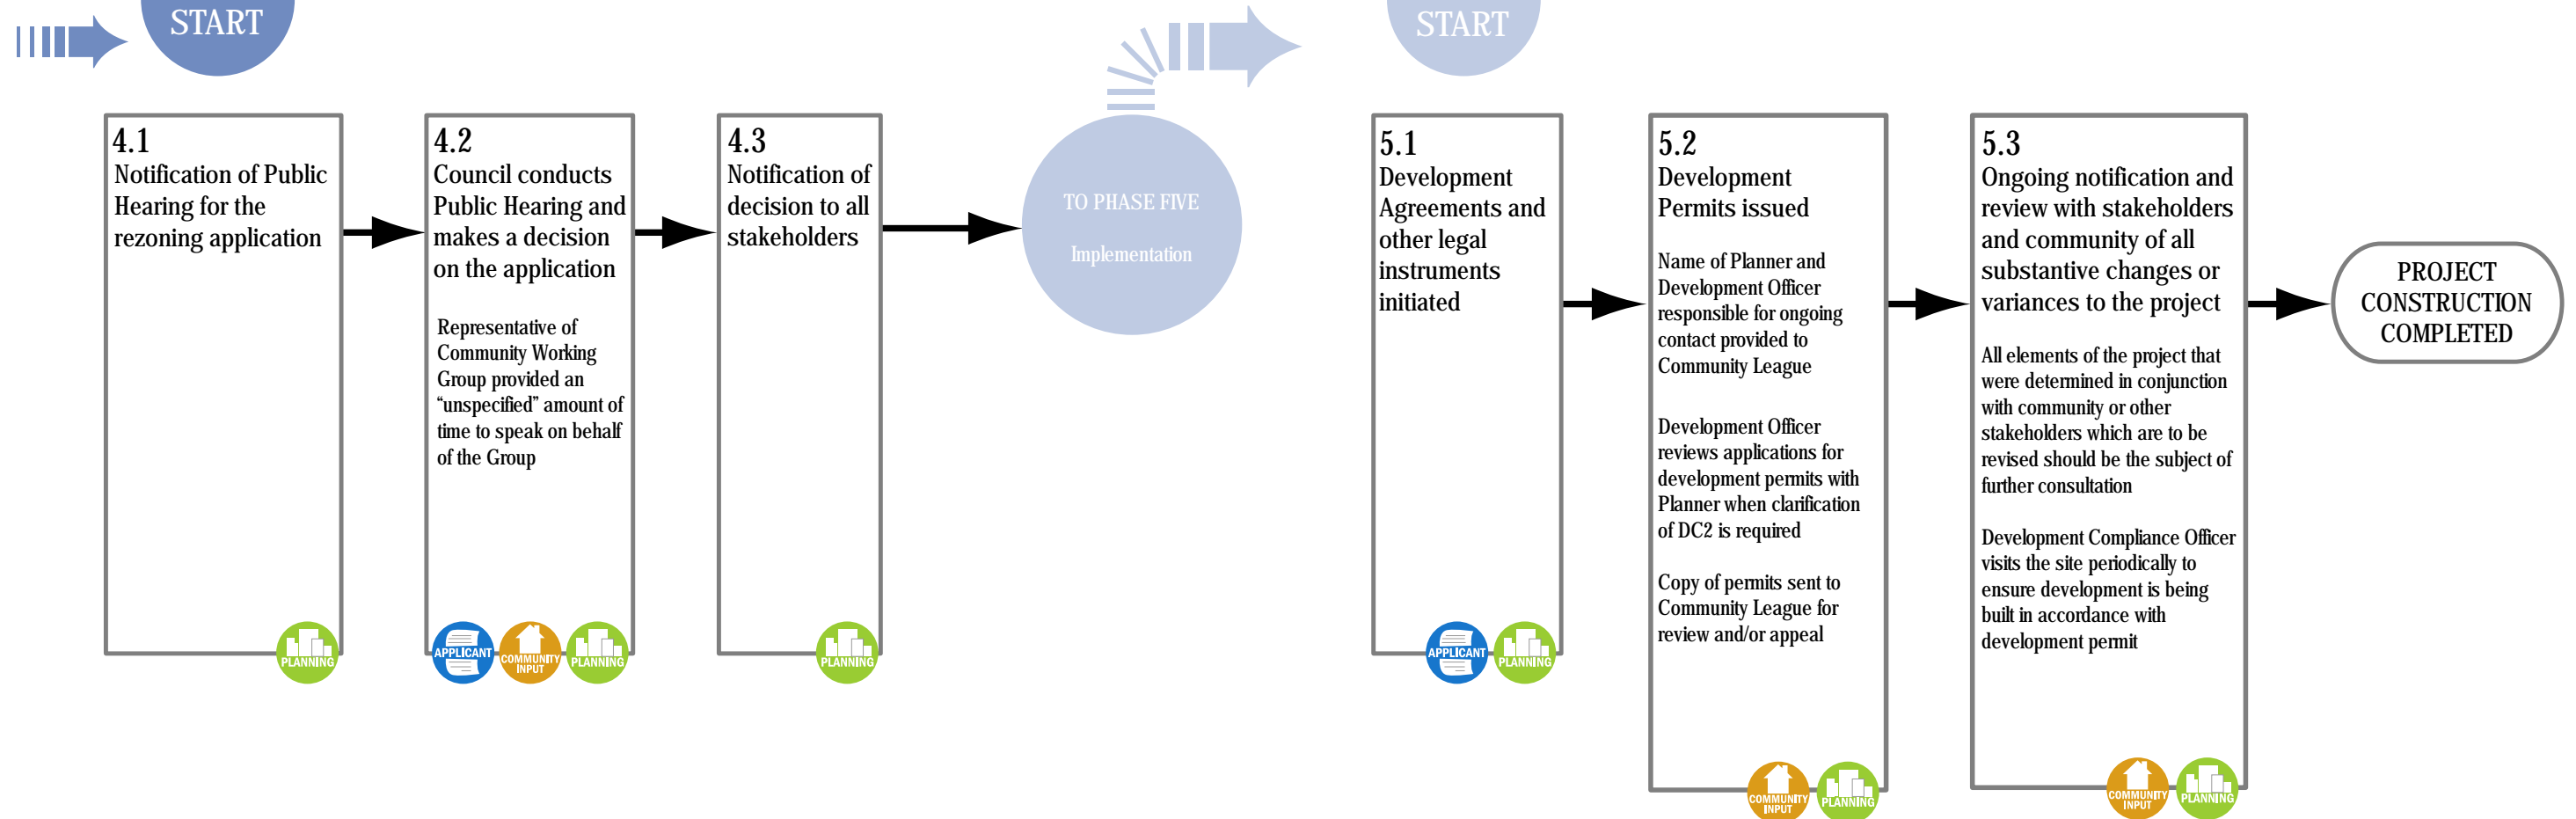 START
4.1
Notification of Public
Hearing for the
rezoning application
PLANNING
4.2
Council conducts
Public Hearing and
makes a decision
on the application
Representative of
Community Working
Group provided an
“unspecified” amount of
time to speak on behalf
of the Group
APPLICANT
COMMUNITY
INPUT
PLANNING
4.3
Notification of
decision to all
stakeholders
PLANNING
TO PHASE FIVE
Implementation
START
5.1
Development
Agreements and
other legal
instruments
initiated
APPLICANT
PLANNING
5.2
Development
Permits issued
Name of Planner and
Development Officer
responsible for ongoing
contact provided to
Community League
Development Officer
reviews applications for
development permits with
Planner when clarification
of DC2 is required
Copy of permits sent to
Community League for
review and/or appeal
COMMUNITY
INPUT
PLANNING
5.3
Ongoing notification and
review with stakeholders
and community of all
substantive changes or
variances to the project
All elements of the project that
were determined in conjunction
with community or other
stakeholders which are to be
revised should be the subject of
further consultation
Development Compliance Officer
visits the site periodically to
ensure development is being
built in accordance with
development permit
COMMUNITY
INPUT
PLANNING
PROJECT
CONSTRUCTION
COMPLETED